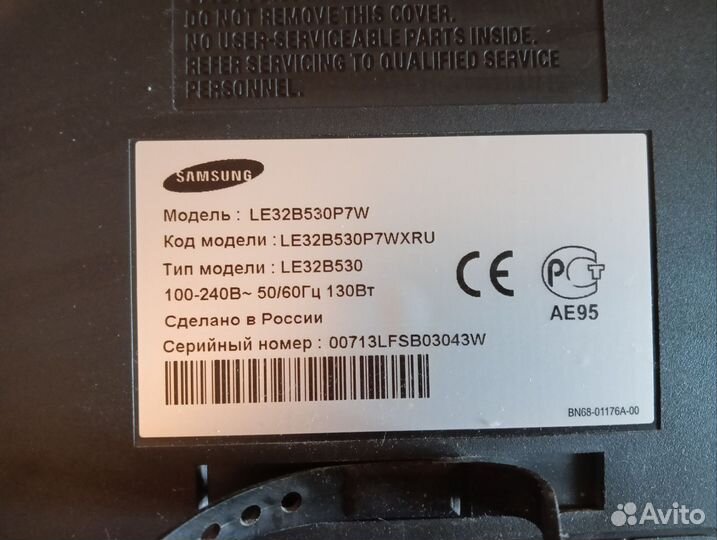 DO NOT REMOVE THIS COVER.
NO USER-SERVICEABLE PARTS INSIDE.
REFER SERVICING TO QUALIFIED SERVICE
PERSONNEL.
SAMSUNG
Модель : LE32B530P7W
Код модели : LE32B530P7WXRU
Тип модели : LE32B530
100-240В~ 50/60Гц 130Вт
Сделано в России
Серийный номер : 00713LFSB03043W
CE
РСТ
АЕ95
BN68-01176A-00
Avito